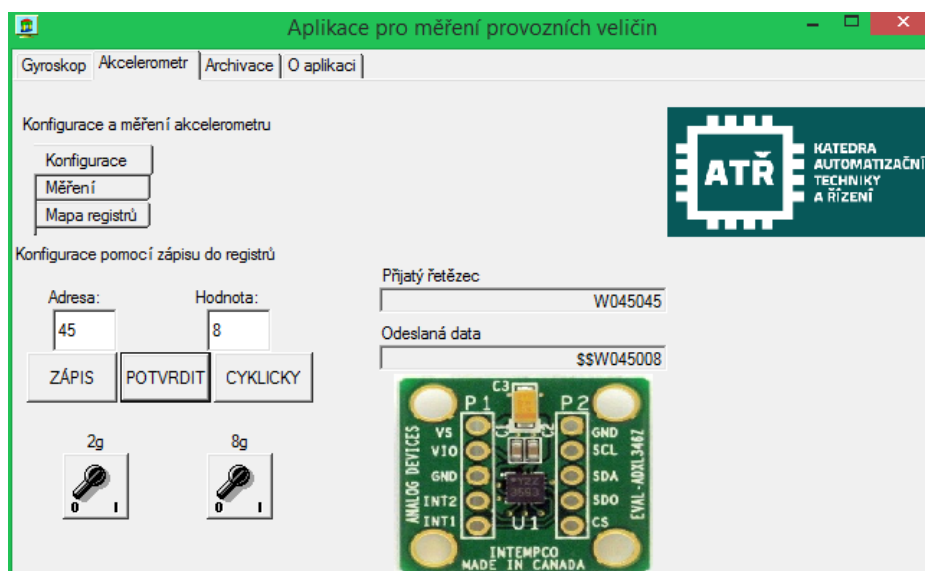 Aplikace pro měření provozních veličin
Gyroskop Akcelerometr Archivace O aplikaci
Konfigurace a měření akcelerometru
Konfigurace
Měření
Mapa registrů
ATŘ
KATEDRA
AUTOMATIZAČNÍ
TECHNIKY
A ŘÍZENÍ
Konfigurace pomocí zápisu do registrů
Adresa: Hodnota:
45 8
ZÁPIS POTVRDIT CYKLICKY
2g 8g
0 I 0 I
Přijatý řetězec
W045045
Odeslaná data
$$W045008
C3
P1 P2
C1 C2
VS GND
VIO SCL
GND SDA
INT2 SDO
INT1 U1 CS
ANALOG DEVICES
EVAL-ADXL346Z
INTEMPCO
MADE IN CANADA